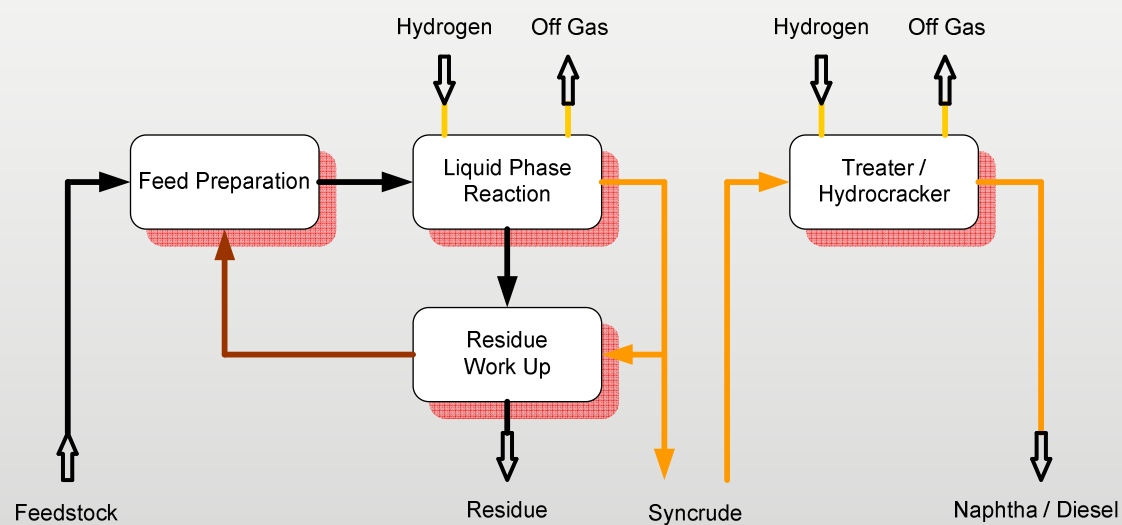 Hydrogen
Off Gas
Hydrogen
Off Gas
Feed Preparation
Liquid Phase
Reaction
Treater /
Hydrocracker
Residue
Work Up
Feedstock
Residue
Syncrude
Naphtha / Diesel